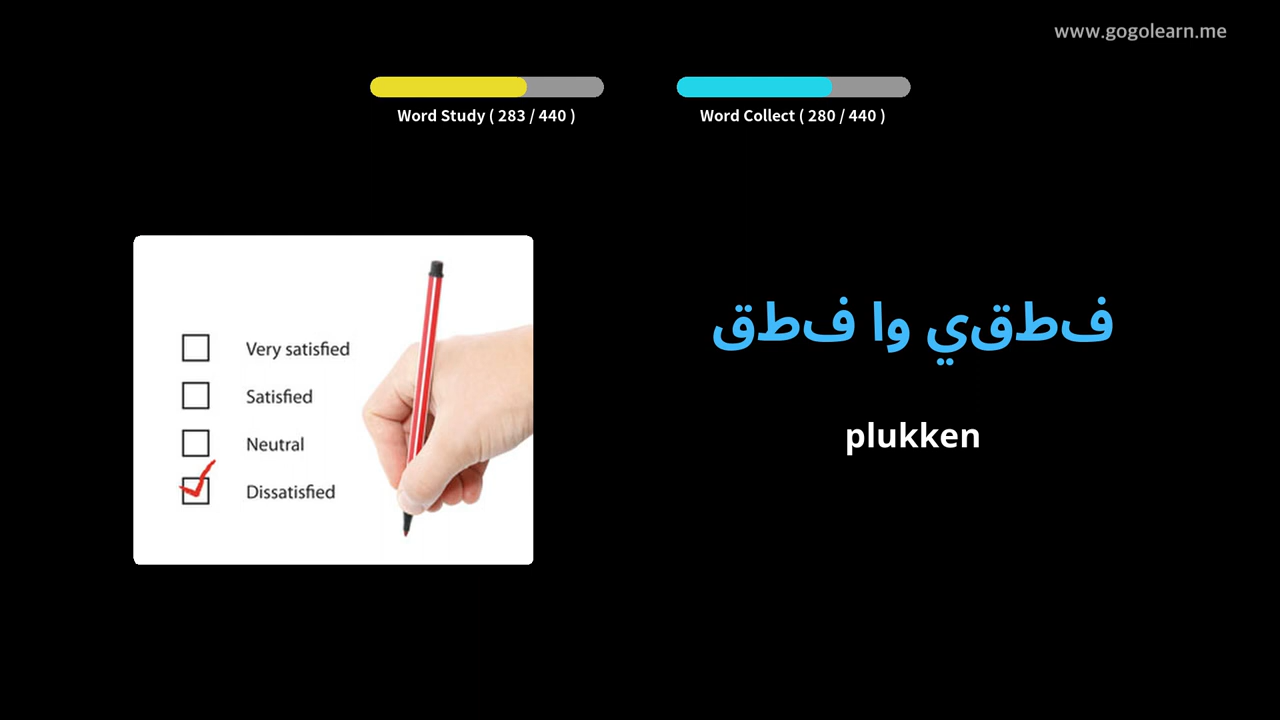 www.gogolearn.me
Word Study ( 283 / 440 )
Word Collect ( 280 / 440 )
Very satisfied
Satisfied
Neutral
Dissatisfied
فطقي وا فطق
plukken